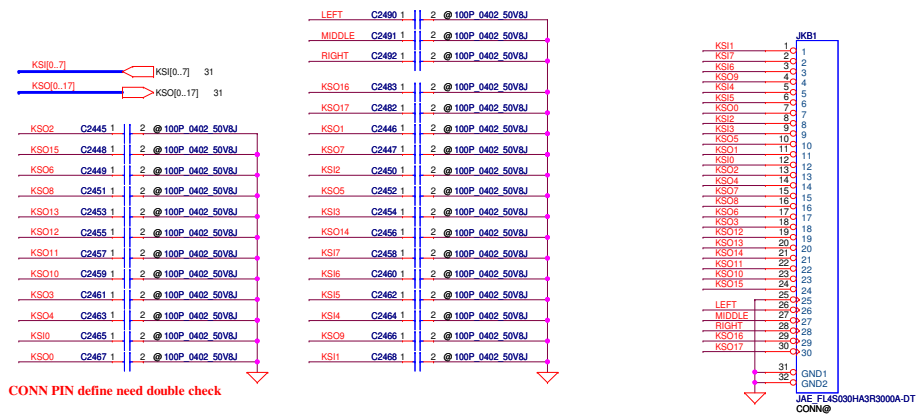 KSI[0..7] KSI[0..7] 31
KSO[0..17] KSO[0..17] 31
KSO2 C2445 1 2 @ 100P_0402_50V8J
KSO15 C2448 1 2 @ 100P_0402_50V8J
KSO6 C2449 1 2 @ 100P_0402_50V8J
KSO8 C2451 1 2 @ 100P_0402_50V8J
KSO13 C2453 1 2 @ 100P_0402_50V8J
KSO12 C2455 1 2 @ 100P_0402_50V8J
KSO11 C2457 1 2 @ 100P_0402_50V8J
KSO10 C2459 1 2 @ 100P_0402_50V8J
KSO3 C2461 1 2 @ 100P_0402_50V8J
KSO4 C2463 1 2 @ 100P_0402_50V8J
KSI0 C2465 1 2 @ 100P_0402_50V8J
KSO0 C2467 1 2 @ 100P_0402_50V8J
CONN PIN define need double check
LEFT C2490 1 2 @ 100P_0402_50V8J
MIDDLE C2491 1 2 @ 100P_0402_50V8J
RIGHT C2492 1 2 @ 100P_0402_50V8J
KSO16 C2483 1 2 @ 100P_0402_50V8J
KSO17 C2482 1 2 @ 100P_0402_50V8J
KSO1 C2446 1 2 @ 100P_0402_50V8J
KSO7 C2447 1 2 @ 100P_0402_50V8J
KSI2 C2450 1 2 @ 100P_0402_50V8J
KSO5 C2452 1 2 @ 100P_0402_50V8J
KSI3 C2454 1 2 @ 100P_0402_50V8J
KSO14 C2456 1 2 @ 100P_0402_50V8J
KSI7 C2458 1 2 @ 100P_0402_50V8J
KSI6 C2460 1 2 @ 100P_0402_50V8J
KSI5 C2462 1 2 @ 100P_0402_50V8J
KSI4 C2464 1 2 @ 100P_0402_50V8J
KSO9 C2466 1 2 @ 100P_0402_50V8J
KSI1 C2468 1 2 @ 100P_0402_50V8J
JKB1
KSI1 1 1
KSI7 2 2
KSI6 3 3
KSO9 4 4
KSI4 5 5
KSI5 6 6
KSO0 7 7
KSI2 8 8
KSI3 9 9
KSO5 10 10
KSO1 11 11
KSI0 12 12
KSO2 13 13
KSO4 14 14
KSO7 15 15
KSO8 16 16
KSO6 17 17
KSO3 18 18
KSO12 19 19
KSO13 20 20
KSO14 21 21
KSO11 22 22
KSO10 23 23
KSO15 24 24
25 25
LEFT 26 26
MIDDLE 27 27
RIGHT 28 28
KSO16 29 29
KSO17 30 30
31 GND1
32 GND2
JAE_FL4S030HA3R3000A-DT
CONN@